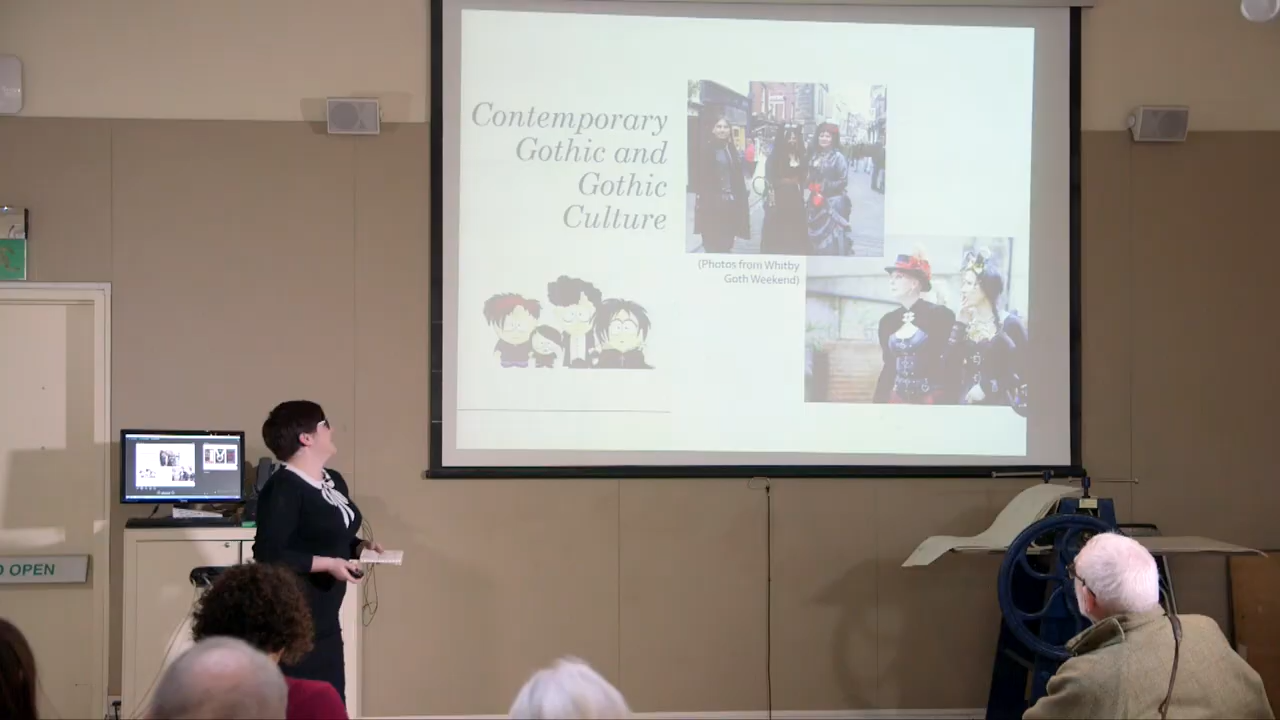 Contemporary
Gothic and
Gothic
Culture
(Photos from Whitby
Goth Weekend)
O OPEN